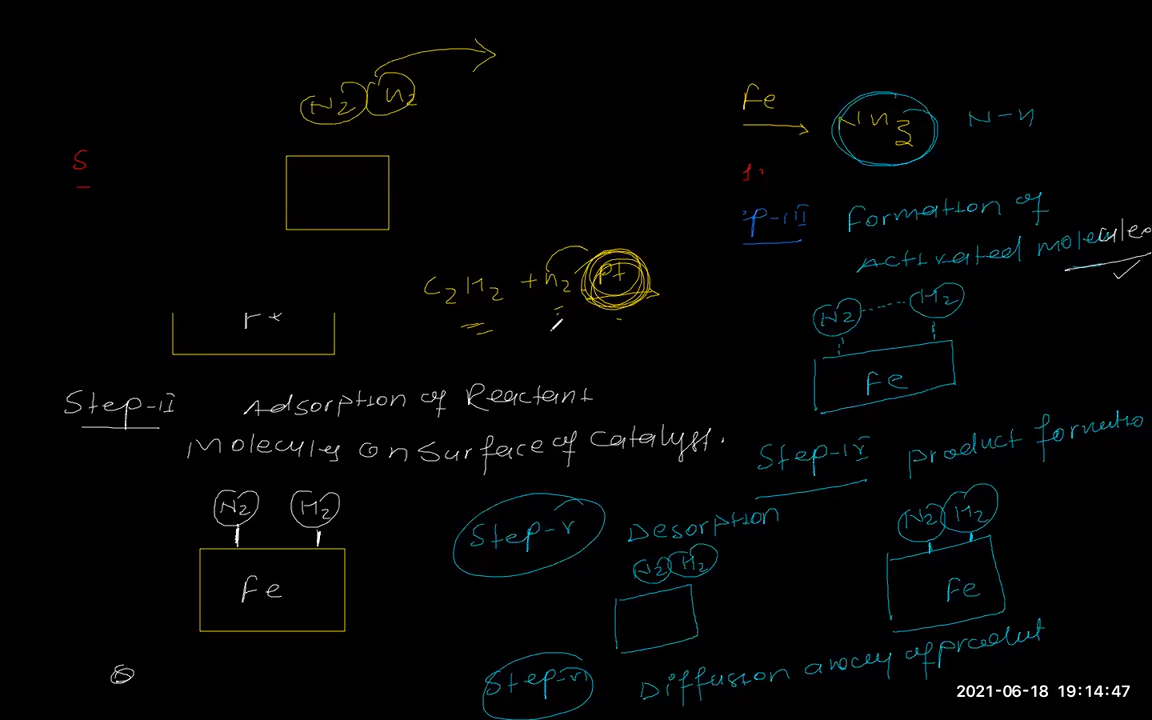 N2 H2
Fe
NH3
N-H
S
1.
P-III Formation of
Activated molecules
C2H2 + H2 Pt
N2 H2
Fe
Step-II Adsorption of Reactant
Molecules on Surface of Catalyst.
N2 H2
Fe
Step-IV product formatio
N2 H2
Fe
Step-V Desorption
N2 H2
Step-VI Diffusion away of product
2021-06-18 19:14:47